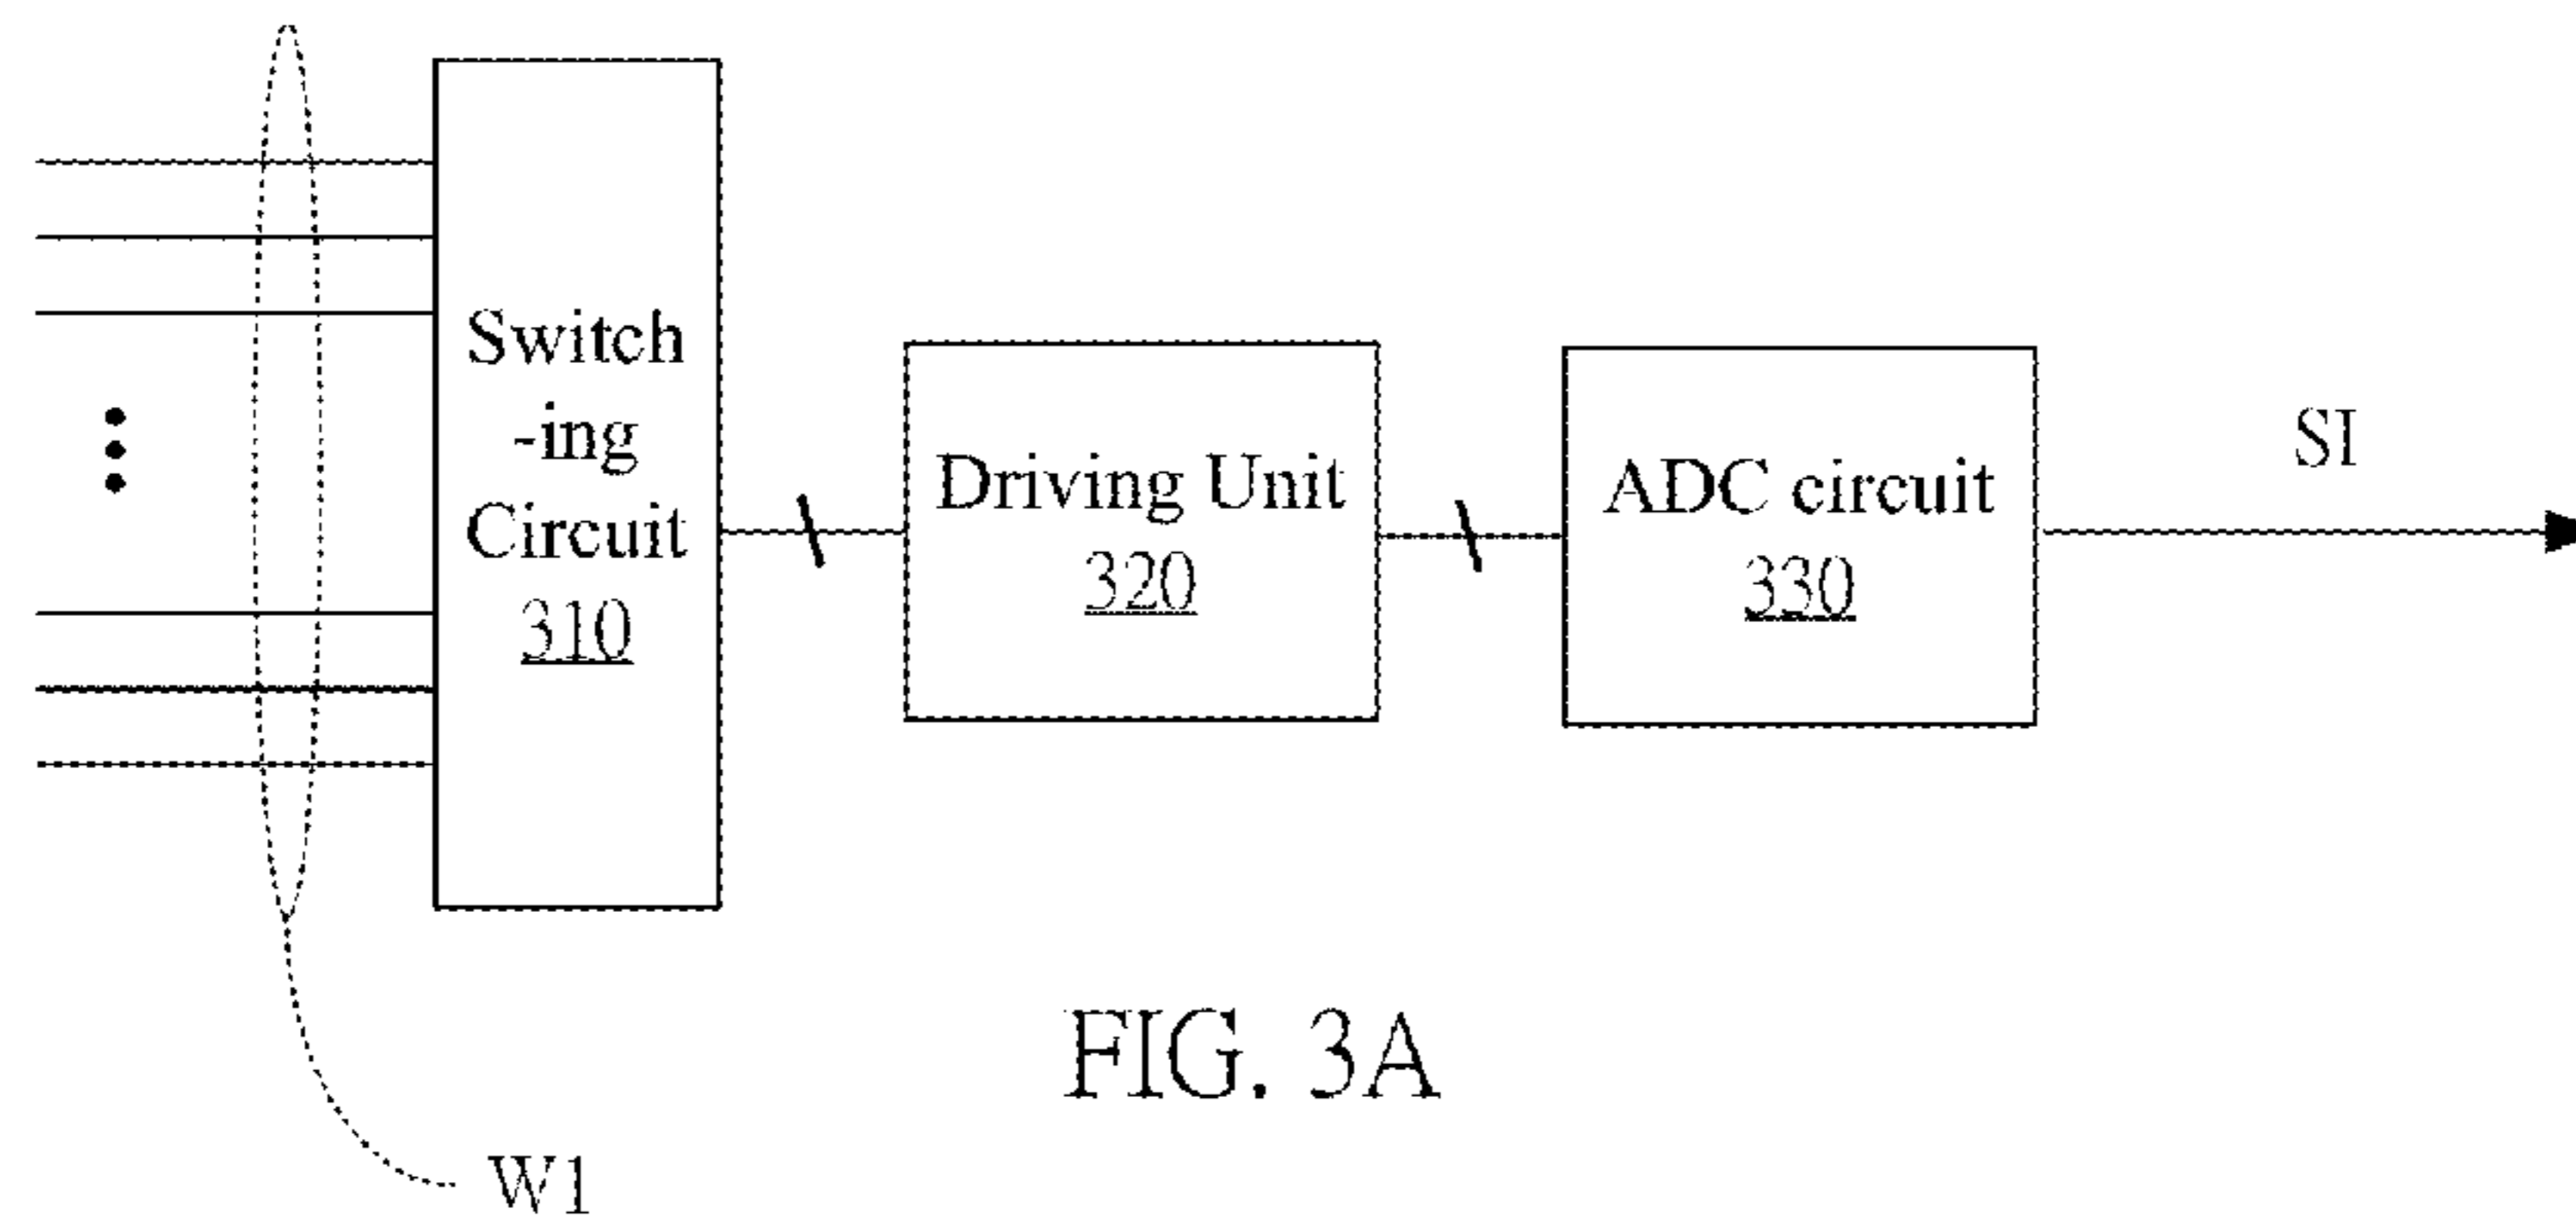 Switch
-ing
Circuit
310
Driving Unit
320
ADC circuit
330
SI
FIG. 3A
W1